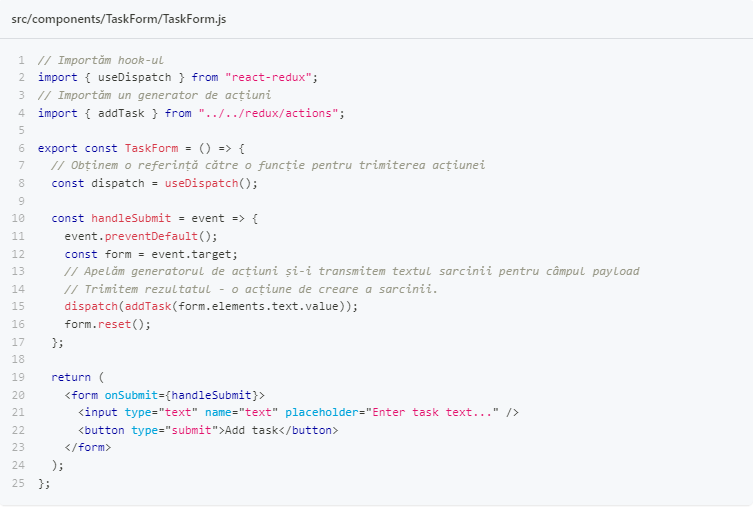 src/components/TaskForm/TaskForm.js
1 // Importăm hook-ul
2 import { useDispatch } from "react-redux";
3 // Importăm un generator de acțiuni
4 import { addTask } from "../../redux/actions";
5
6 export const TaskForm = () => {
7   // Obținem o referință către o funcție pentru trimiterea acțiunei
8   const dispatch = useDispatch();
9
10   const handleSubmit = event => {
11     event.preventDefault();
12     const form = event.target;
13     // Apelăm generatorul de acțiuni și-i transmitem textul sarcinii pentru câmpul payload
14     // Trimitem rezultatul - o acțiune de creare a sarcinii.
15     dispatch(addTask(form.elements.text.value));
16     form.reset();
17   };
18
19   return (
20     <form onSubmit={handleSubmit}>
21       <input type="text" name="text" placeholder="Enter task text..." />
22       <button type="submit">Add task</button>
23     </form>
24   );
25 };